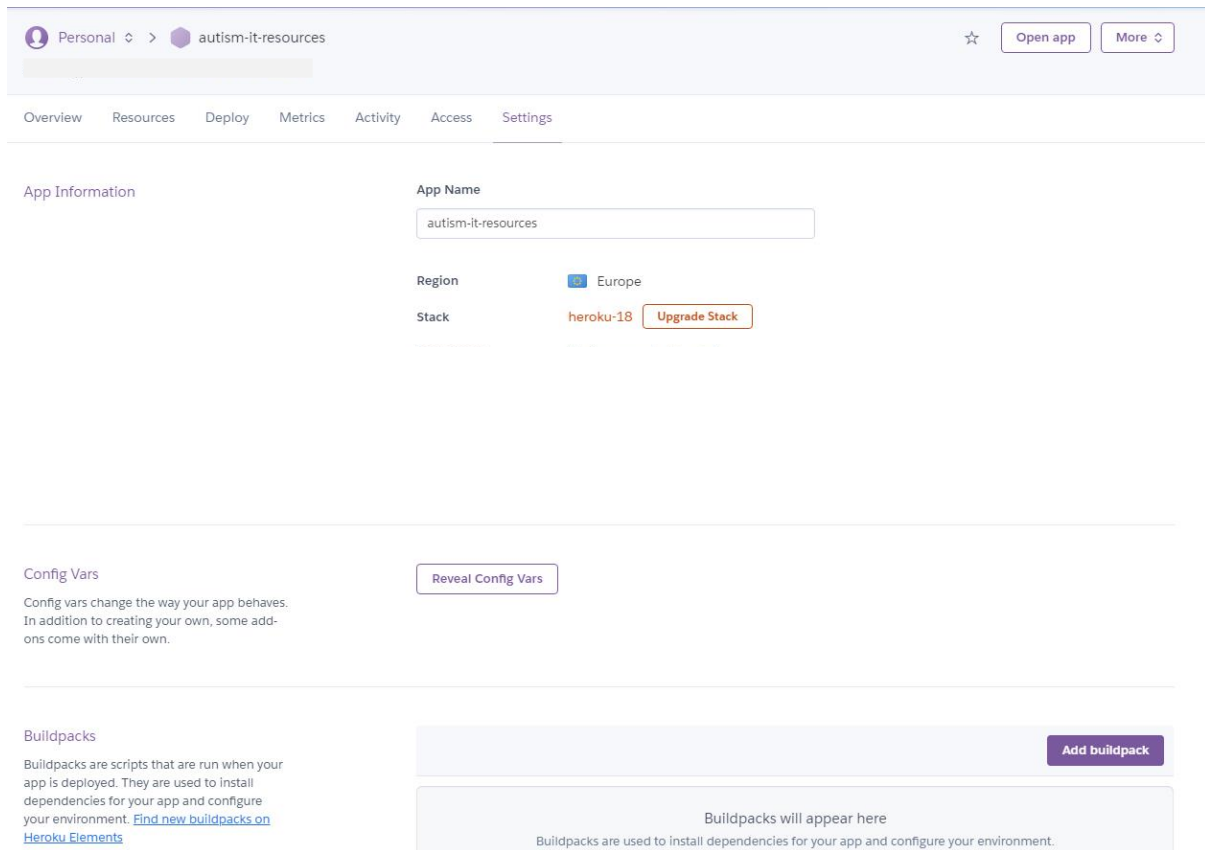 Personal > autism-it-resources
Open app
More
Overview Resources Deploy Metrics Activity Access Settings
App Information
App Name
autism-it-resources
Region Europe
Stack heroku-18 Upgrade Stack
Config Vars
Reveal Config Vars
Config vars change the way your app behaves.
In addition to creating your own, some add-
ons come with their own.
Buildpacks
Add buildpack
Buildpacks are scripts that are run when your
app is deployed. They are used to install
dependencies for your app and configure
your environment. Find new buildpacks on
Heroku Elements
Buildpacks will appear here
Buildpacks are used to install dependencies for your app and configure your environment.